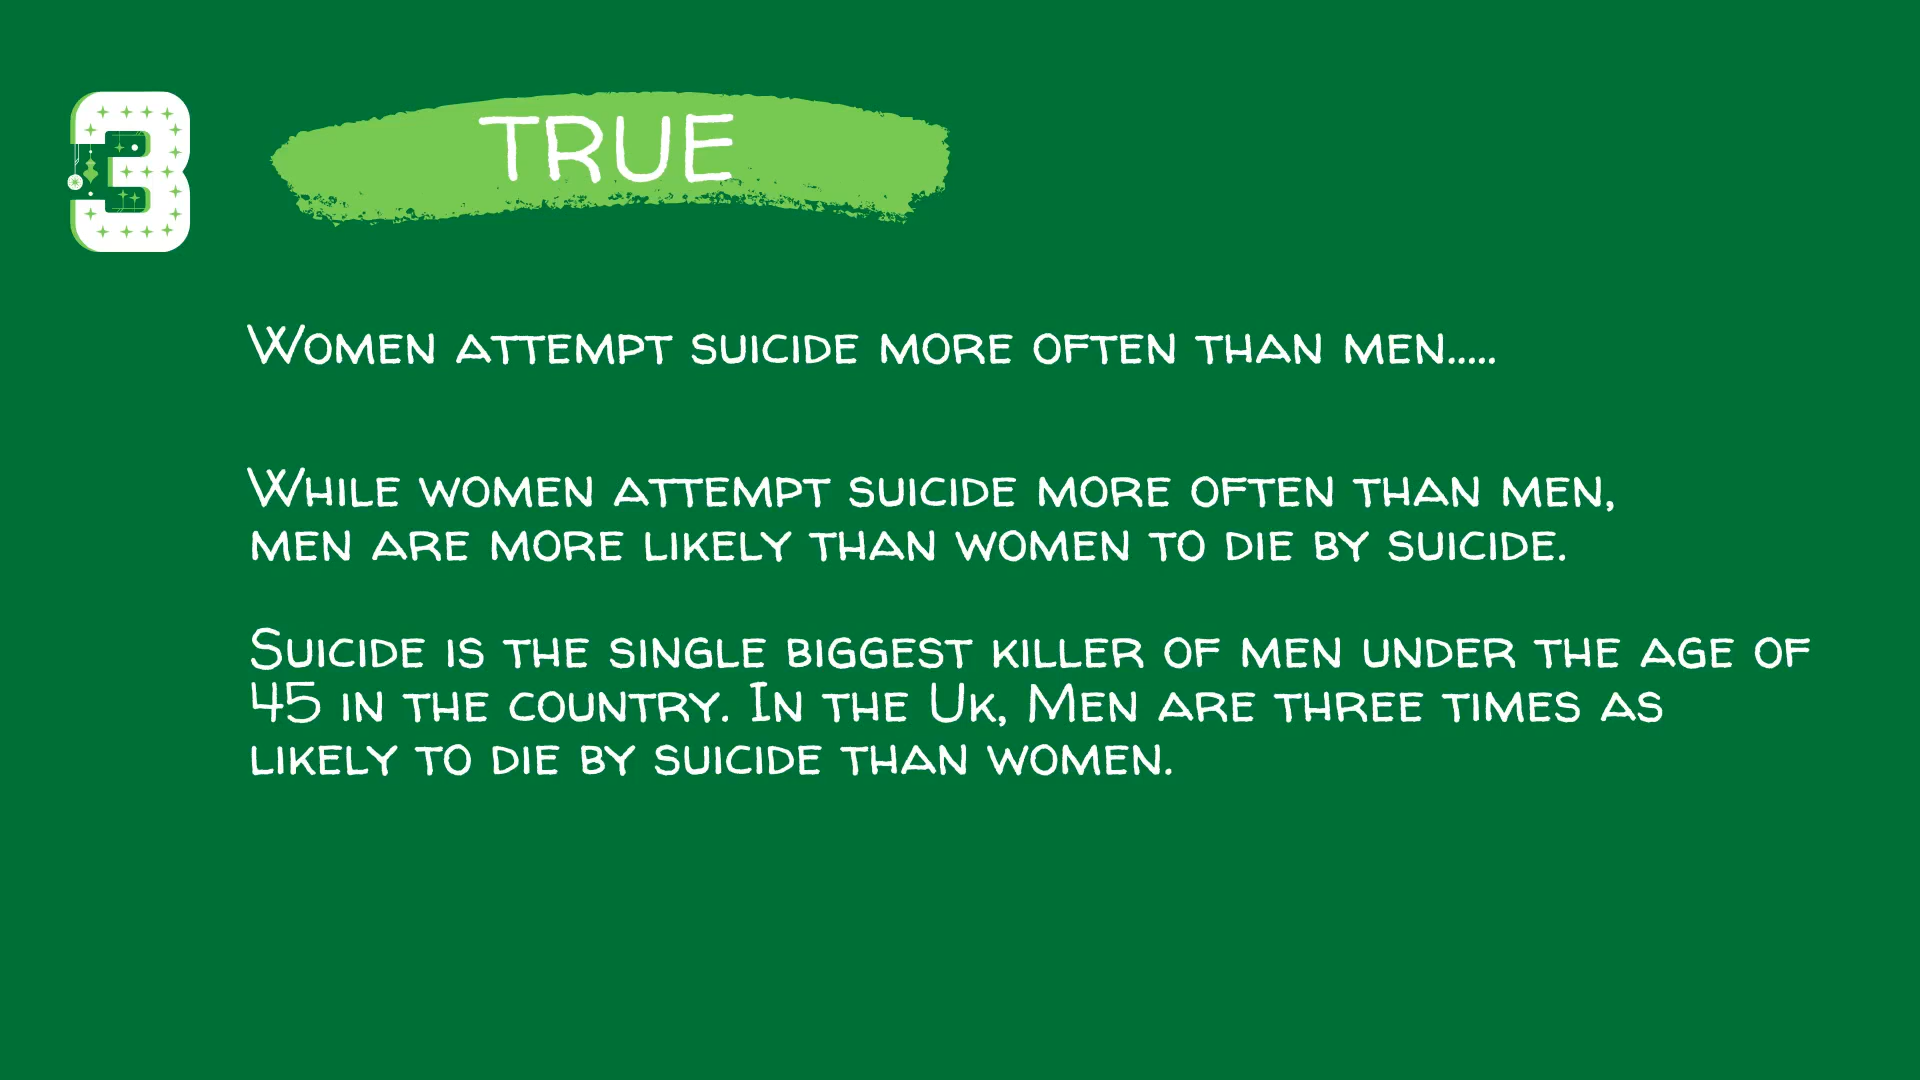 3
TRUE
Women attempt suicide more often than men.....
While women attempt suicide more often than men,
men are more likely than women to die by suicide.
Suicide is the single biggest killer of men under the age of
45 in the country. In the Uk, Men are three times as
likely to die by suicide than women.